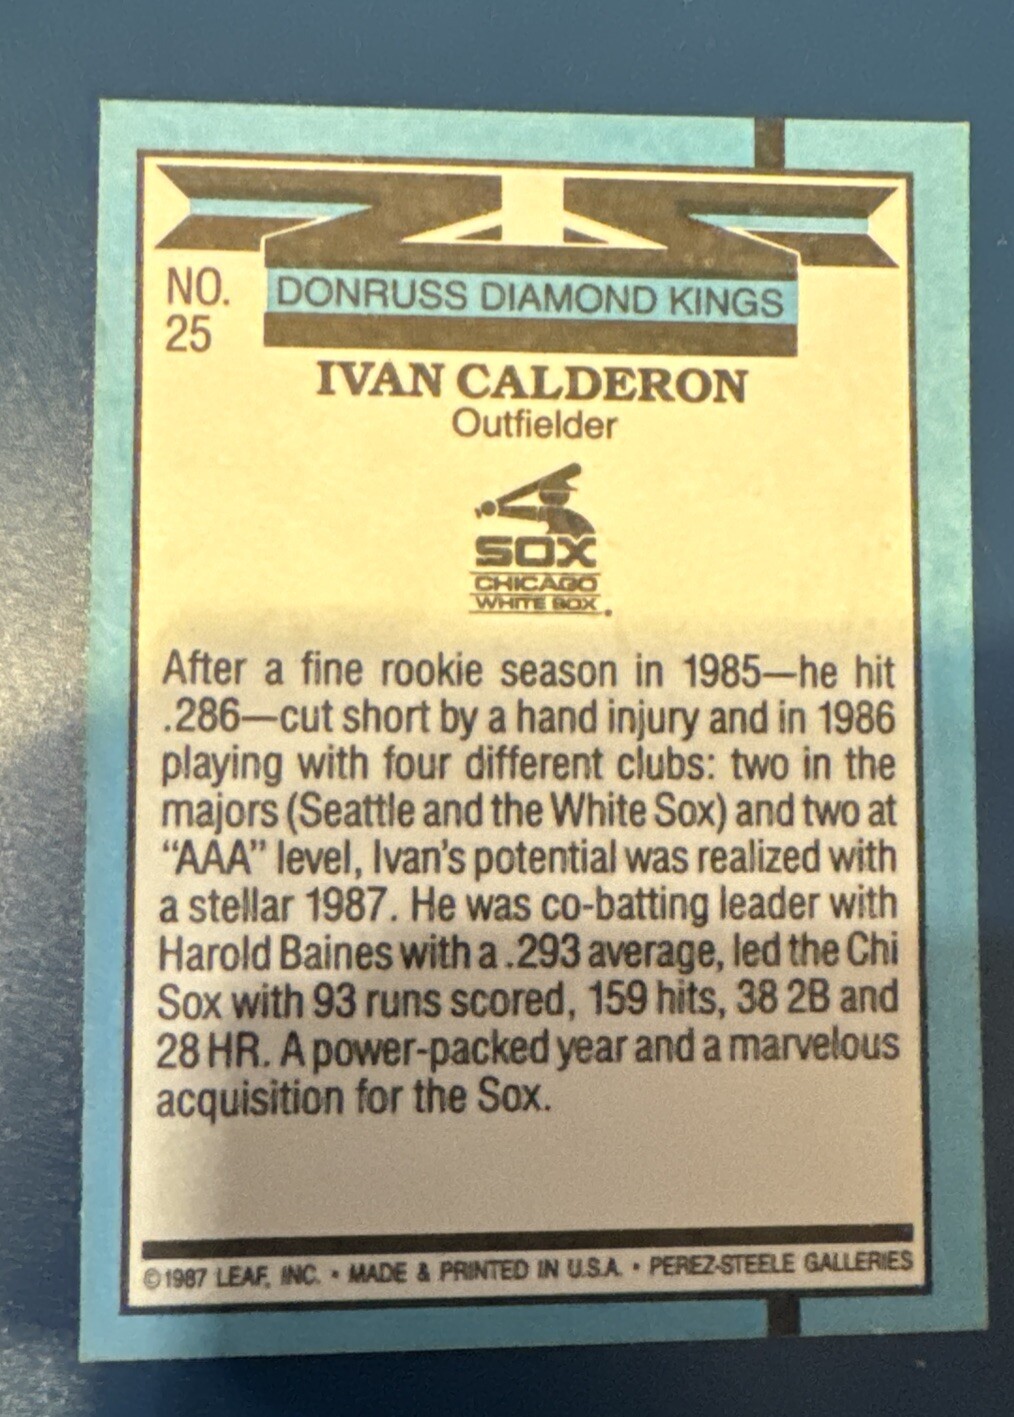 NO.
25
DONRUSS DIAMOND KINGS
IVAN CALDERON
Outfielder
SOX
CHICAGO
WHITE SOX
After a fine rookie season in 1985—he hit
.286—cut short by a hand injury and in 1986
playing with four different clubs: two in the
majors (Seattle and the White Sox) and two at
“AAA” level, Ivan's potential was realized with
a stellar 1987. He was co-batting leader with
Harold Baines with a .293 average, led the Chi
Sox with 93 runs scored, 159 hits, 38 2B and
28 HR. A power-packed year and a marvelous
acquisition for the Sox.
©1987 LEAF, INC. • MADE & PRINTED IN U.S.A. • PEREZ-STEELE GALLERIES